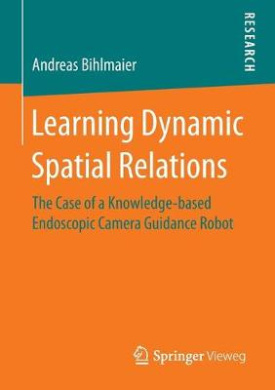 Andreas Bihlmaier
RESEARCH
Learning Dynamic
Spatial Relations
The Case of a Knowledge-based
Endoscopic Camera Guidance Robot
Springer Vieweg